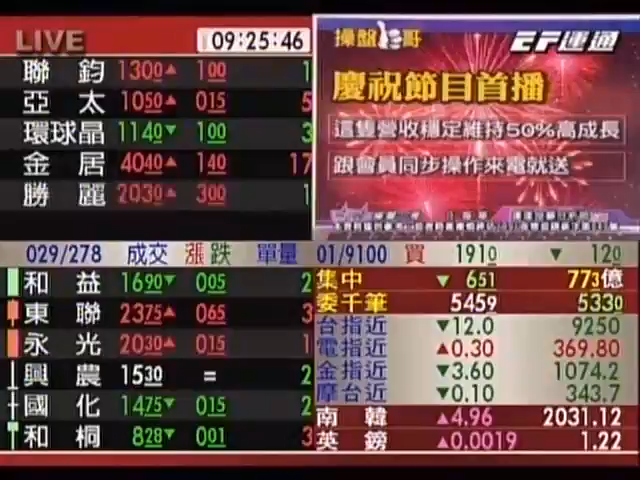 LIVE 09:25:46
聯鈞 1300▲ 100 1
亞太 1050▲ 015 5
環球晶 1140▼ 100 3
金居 4040▲ 140 17
勝麗 2030▲ 300 1
操盤 哥 EF 運通
慶祝節目首播
這隻營收穩定維持50%高成長
跟會員同步操作來電就送
029/278 成交 漲跌 單量
和益 1690▼ 005 2
東聯 2375▲ 065 3
永光 2030▲ 015 1
興農 1530 = 2
國化 1475▼ 015 2
和桐 828▼ 001 3
01/9100 買 1910 ▼ 120
集中 ▼ 651 773億
委千筆 5459 5330
台指近 ▼12.0 9250
電指近 ▲0.30 369.80
金指近 ▼3.60 1074.2
摩台近 ▼0.10 343.7
南韓 ▲4.96 2031.12
英鎊 ▲0.0019 1.22